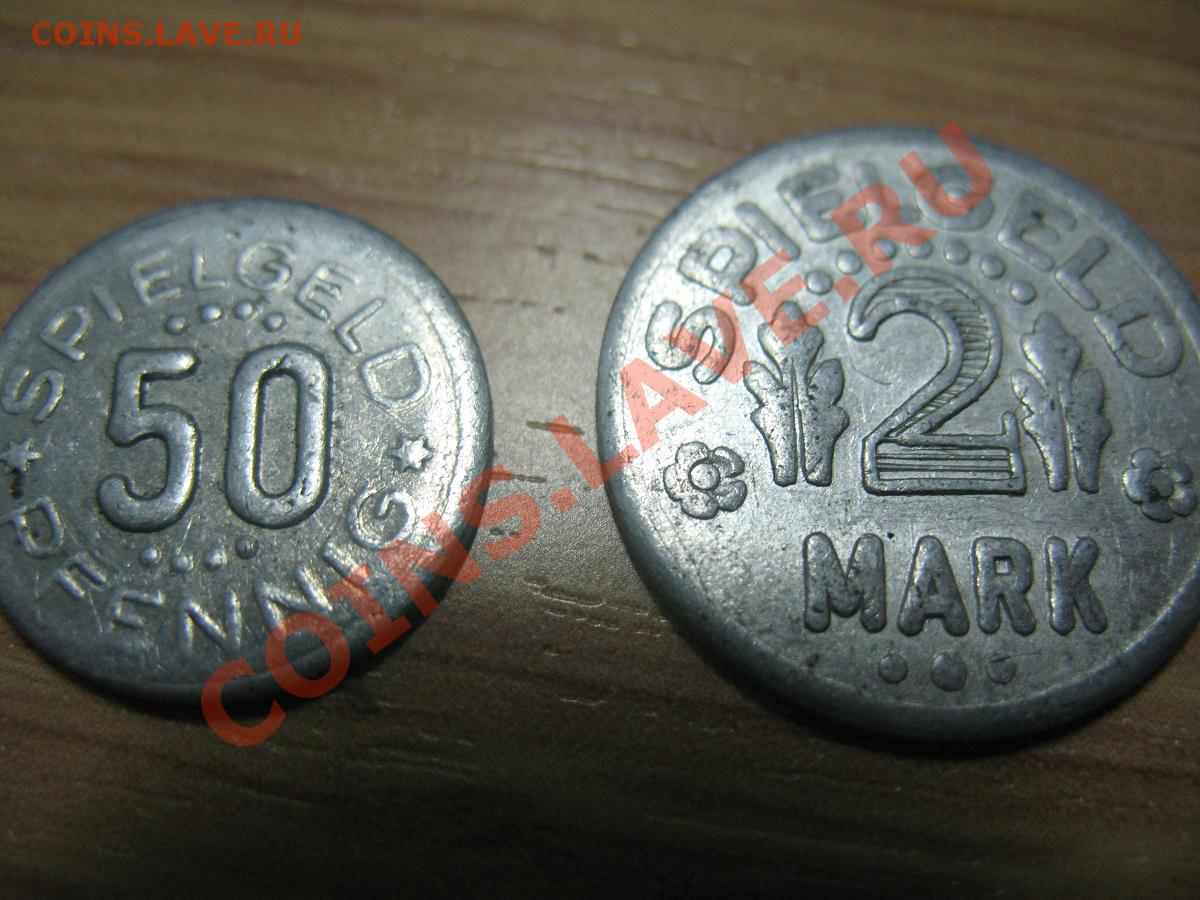 COINS.LAVE.RU
SPIELGELD
50
PFENNIG
SPIELGELD
2
MARK
COINS.LAVE.RU